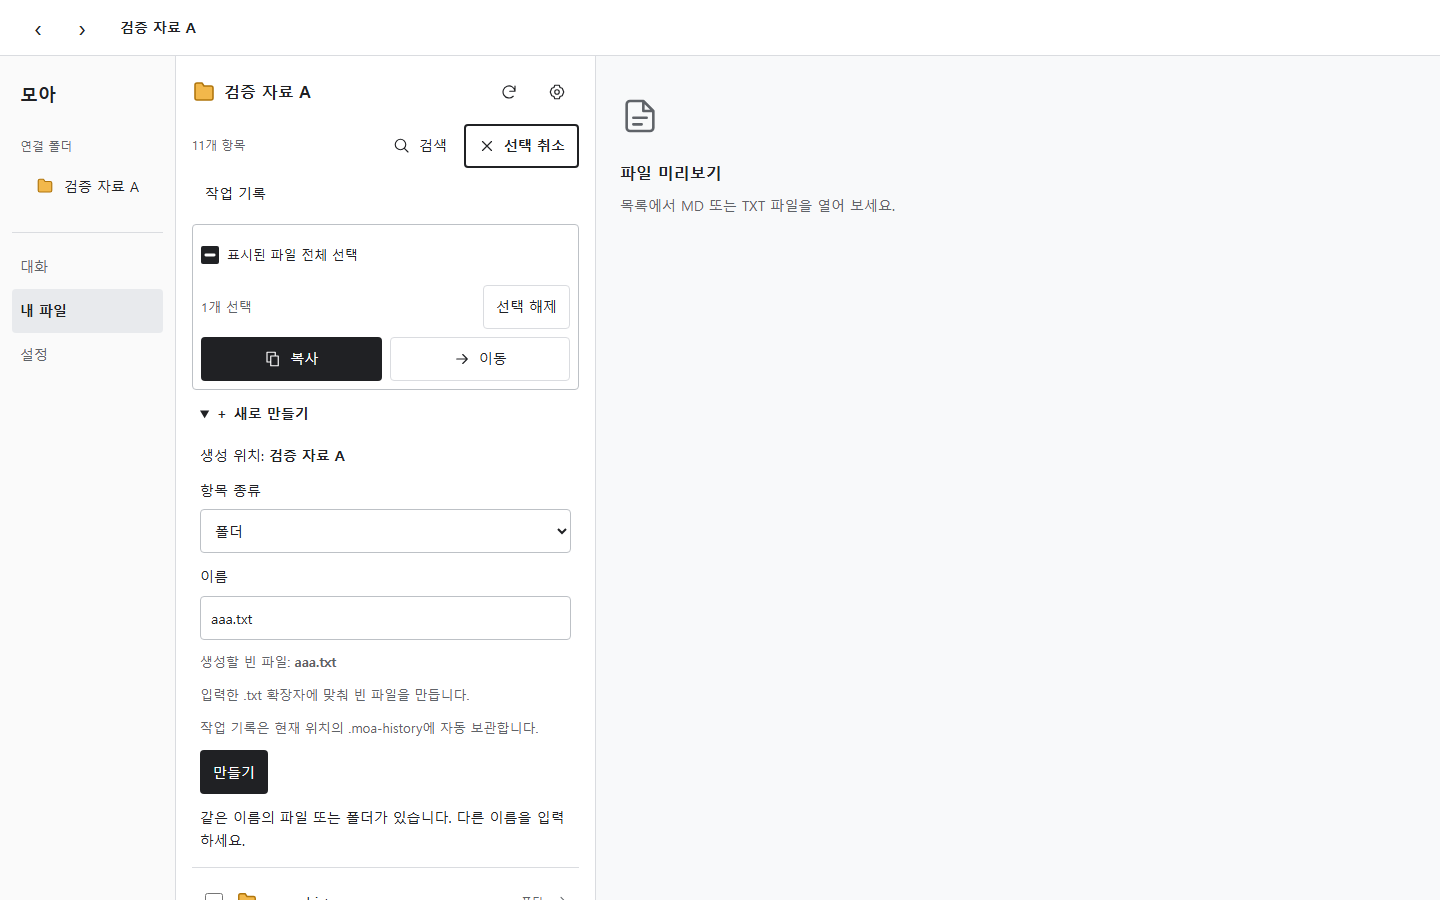 검증 자료 A
모아
연결 폴더
검증 자료 A
대화
내 파일
설정
검증 자료 A
11개 항목
검색
선택 취소
작업 기록
표시된 파일 전체 선택
1개 선택
선택 해제
복사
이동
+ 새로 만들기
생성 위치: 검증 자료 A
항목 종류
폴더
이름
aaa.txt
생성할 빈 파일: aaa.txt
입력한 .txt 확장자에 맞춰 빈 파일을 만듭니다.
작업 기록은 현재 위치의 .moa-history에 자동 보관합니다.
만들기
같은 이름의 파일 또는 폴더가 있습니다. 다른 이름을 입력
하세요.
파일 미리보기
목록에서 MD 또는 TXT 파일을 열어 보세요.